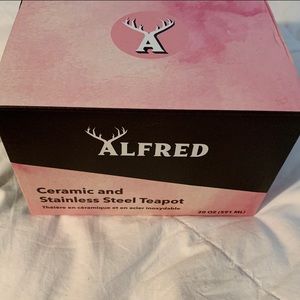 A
ALFRED
Ceramic and
Stainless Steel Teapot
Théière en céramique et en acier inoxydable
20 OZ (591 ML)